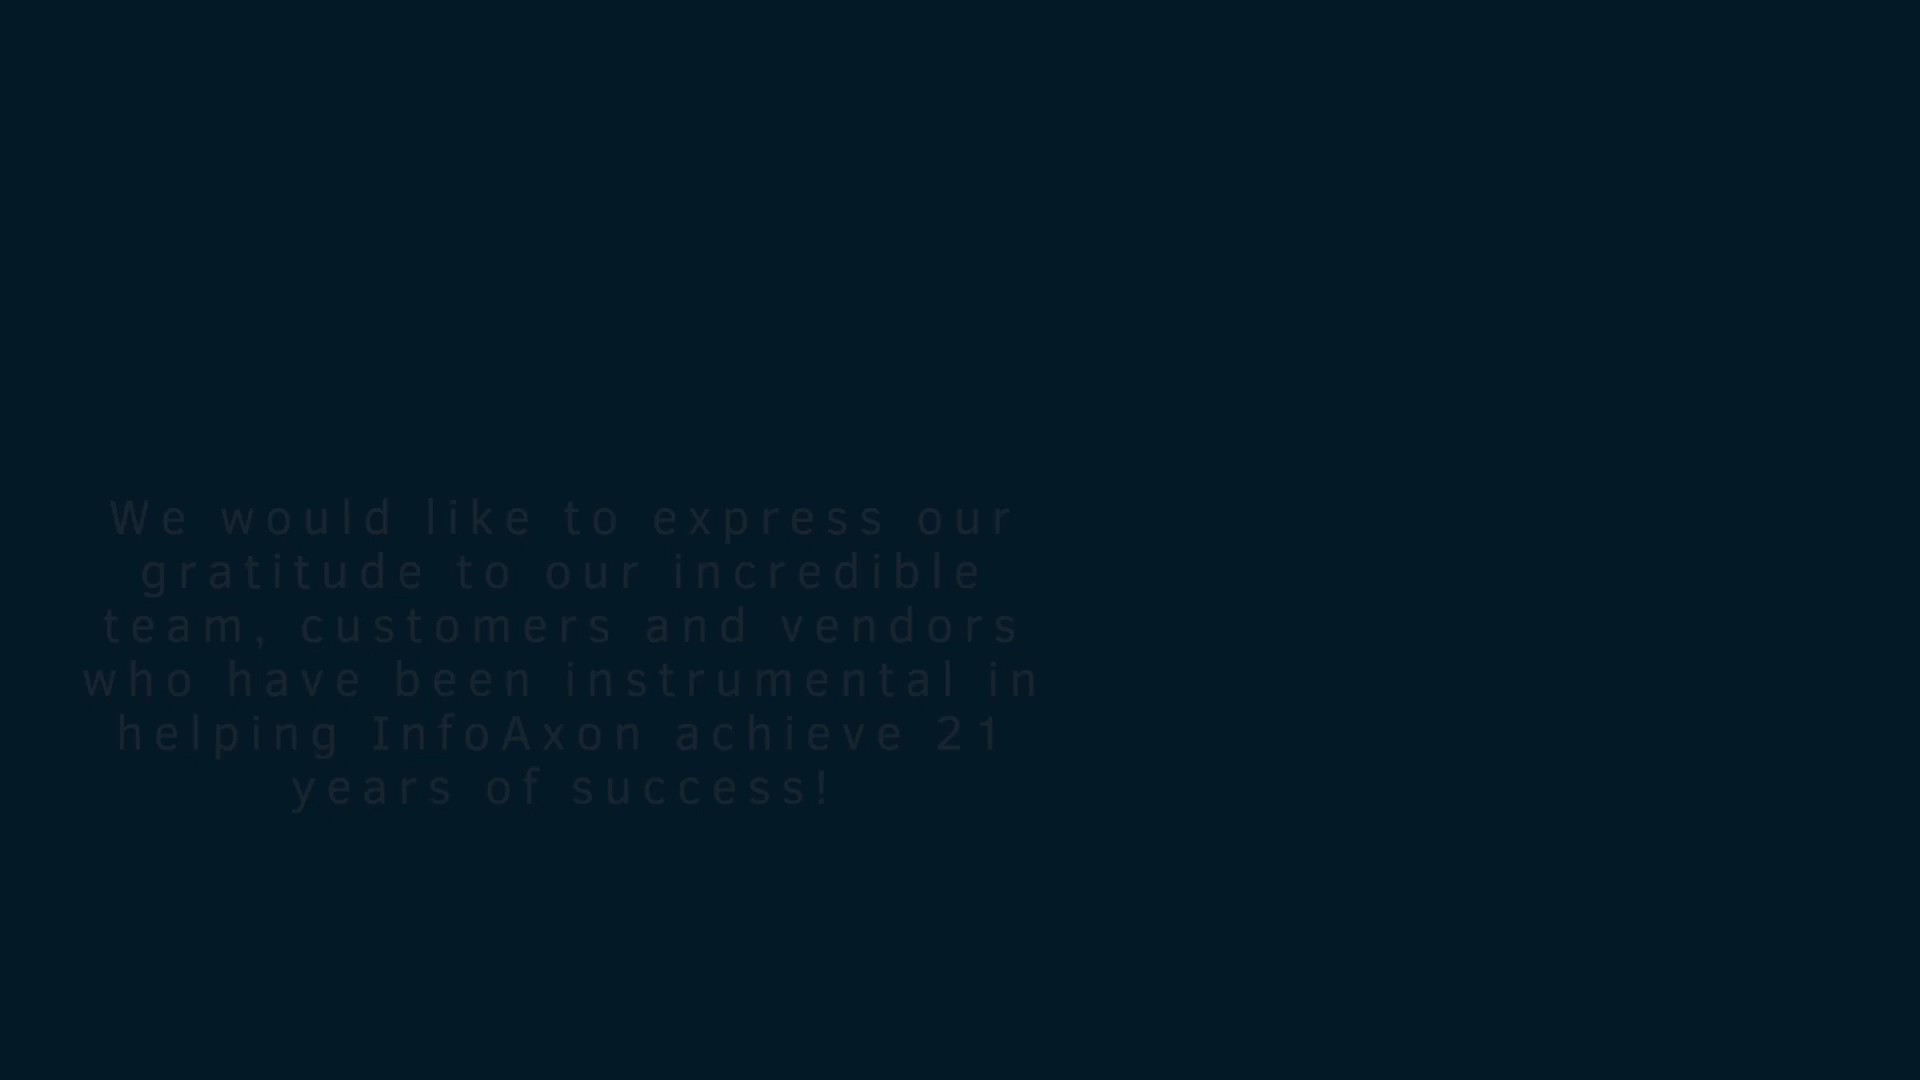 We would like to express our
gratitude to our incredible
team, customers and vendors
who have been instrumental in
helping InfoAxon achieve 21
years of success!